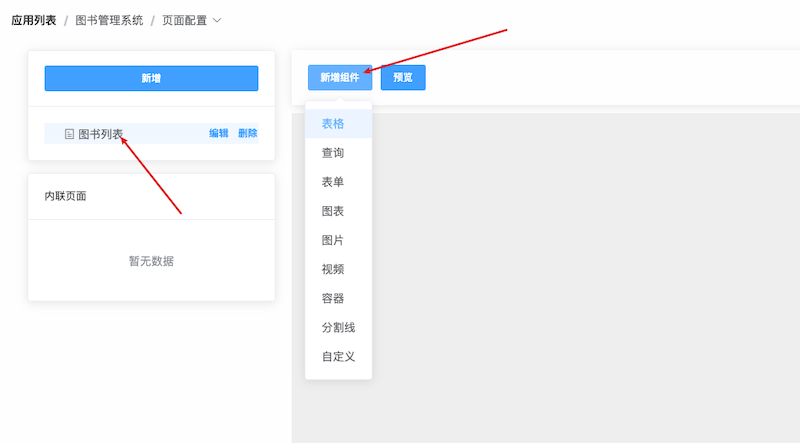 应用列表 / 图书管理系统 / 页面配置
新增
图书列表 编辑 删除
内联页面
暂无数据
新增组件 预览
表格
查询
表单
图表
图片
视频
容器
分割线
自定义